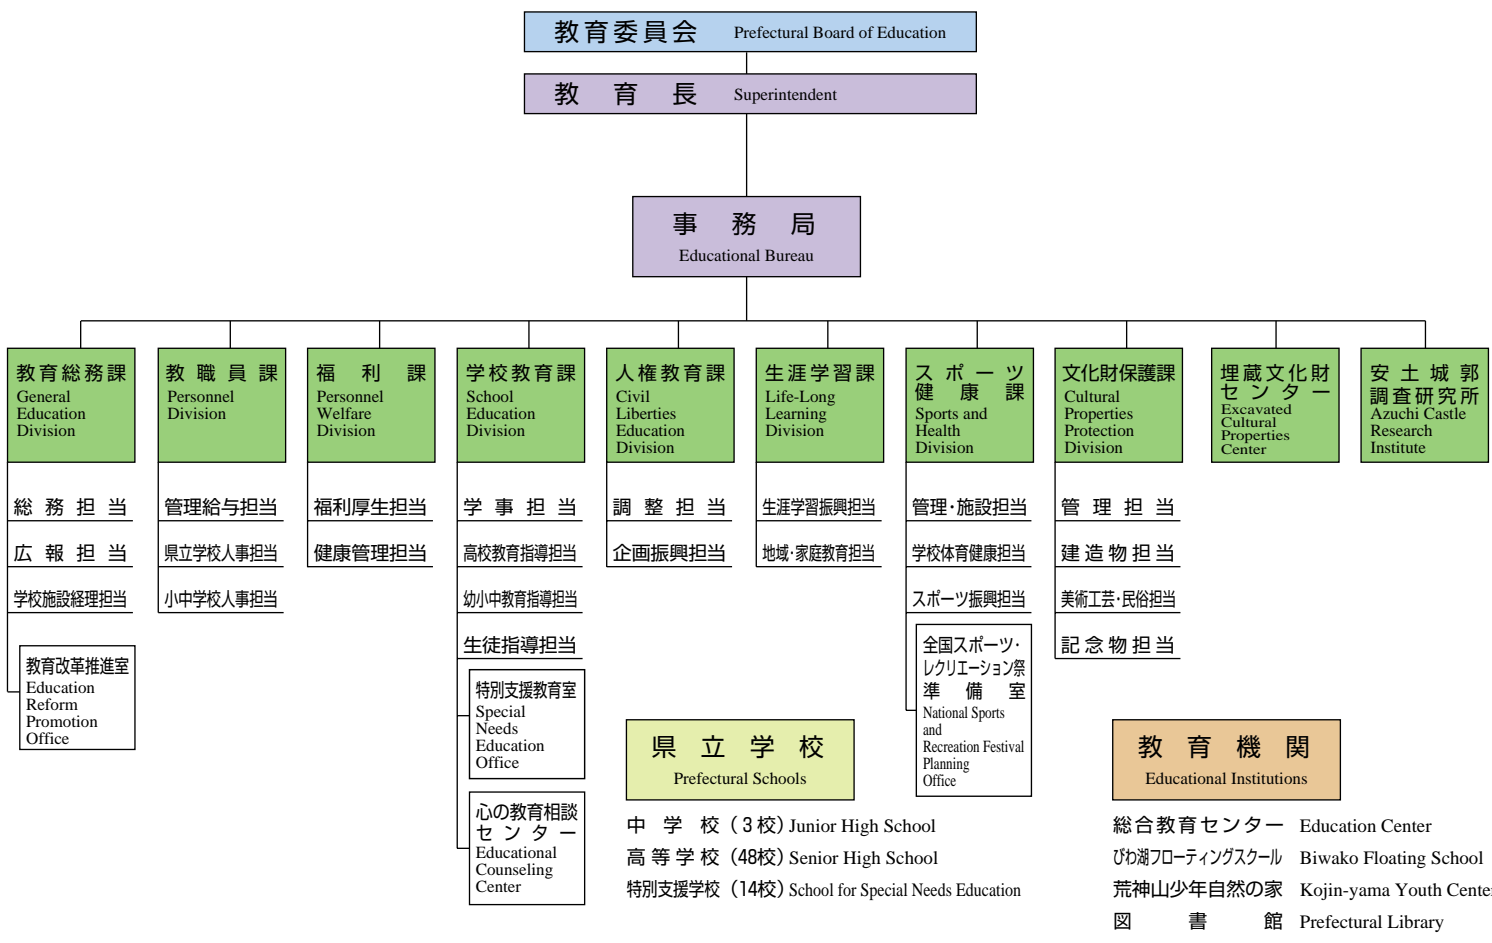 教育委員会 Prefectural Board of Education
教育長 Superintendent
事務局
Educational Bureau
教育総務課
General
Education
Division
総務担当
広報担当
学校施設経理担当
教育改革推進室
Education
Reform
Promotion
Office
教職員課
Personnel
Division
管理給与担当
県立学校人事担当
小中学校人事担当
福利課
Personnel
Welfare
Division
福利厚生担当
健康管理担当
学校教育課
School
Education
Division
学事担当
高校教育指導担当
幼小中教育指導担当
生徒指導担当
特別支援教育室
Special
Needs
Education
Office
心の教育相談
センター
Educational
Counseling
Center
人権教育課
Civil
Liberties
Education
Division
調整担当
企画振興担当
生涯学習課
Life-Long
Learning
Division
生涯学習振興担当
地域・家庭教育担当
スポーツ
健康課
Sports and
Health
Division
管理・施設担当
学校体育健康担当
スポーツ振興担当
全国スポーツ・
レクリエーション祭
準備室
National Sports
and
Recreation Festival
Planning
Office
文化財保護課
Cultural
Properties
Protection
Division
管理担当
建造物担当
美術工芸・民俗担当
記念物担当
埋蔵文化財
センター
Excavated
Cultural
Properties
Center
安土城郭
調査研究所
Azuchi Castle
Research
Institute
県立学校
Prefectural Schools
中学校（3校）Junior High School
高等学校（48校）Senior High School
特別支援学校（14校）School for Special Needs Education
教育機関
Educational Institutions
総合教育センター Education Center
びわ湖フローティングスクール Biwako Floating School
荒神山少年自然の家 Kojin-yama Youth Center
図書館 Prefectural Library